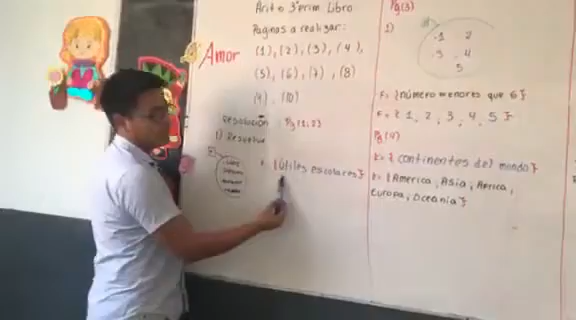 Amor
Arit 3° prim Libro
Paginas a realizar:
(1), (2), (3), (4),
(5), (6), (7), (8)
(9), (10)
Resolución Pg (1, 2)
1) Resuelve
{Útiles escolares}
Pg (3)
1)
.1 2
.3 .4
5
F= {número menores que 6}
F= { 1, 2, 3, 4, 5 }
Pg (4)
K= { continentes del mundo}
K= {America, Asia, Africa,
Europa, Oceania}